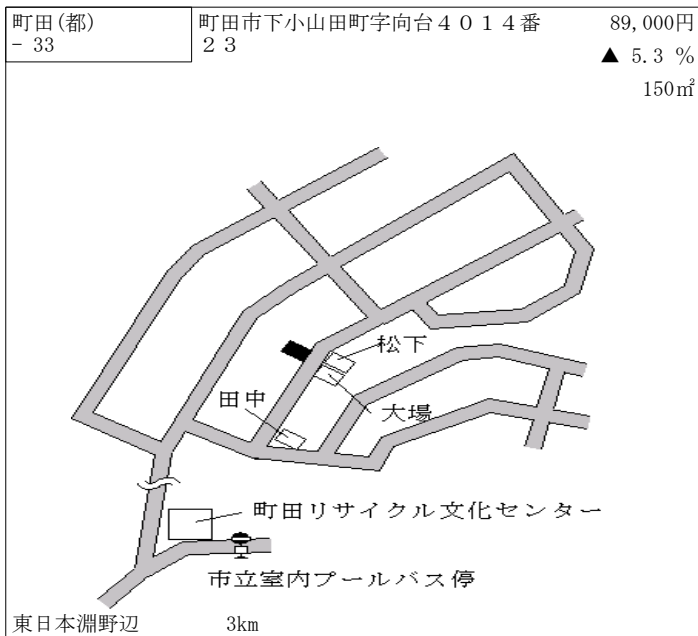 町田(都)
- 33
町田市下小山田町字向台４０１４番
２３
89,000円
▲ 5.3 %
150㎡
松下
田中
大場
町田リサイクル文化センター
市立室内プールバス停
東日本淵野辺 3km